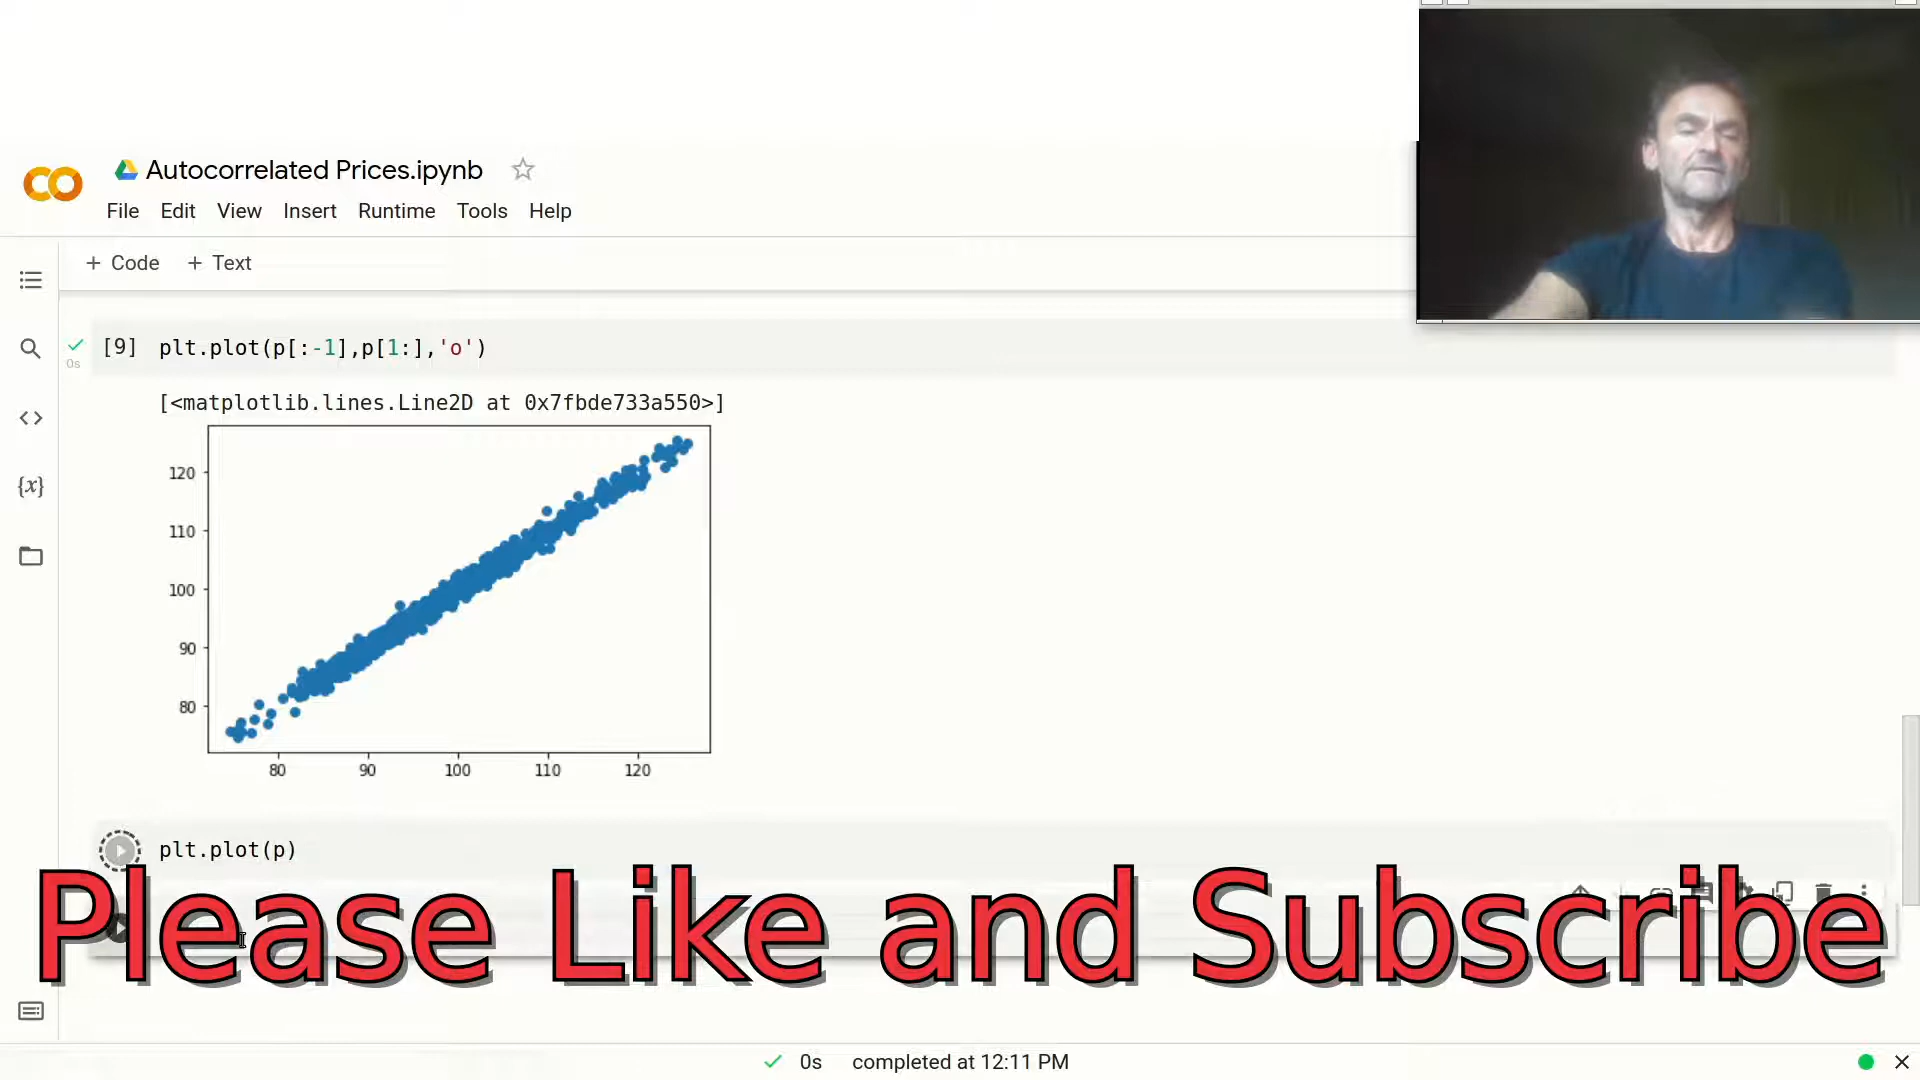 Autocorrelated Prices.ipynb
File Edit View Insert Runtime Tools Help
+ Code + Text
[9] plt.plot(p[:-1],p[1:],'o')
0s
[<matplotlib.lines.Line2D at 0x7fbde733a550>]
120
110
100
90
80
80 90 100 110 120
{x}
plt.plot(p)
Please Like and Subscribe
0s completed at 12:11 PM